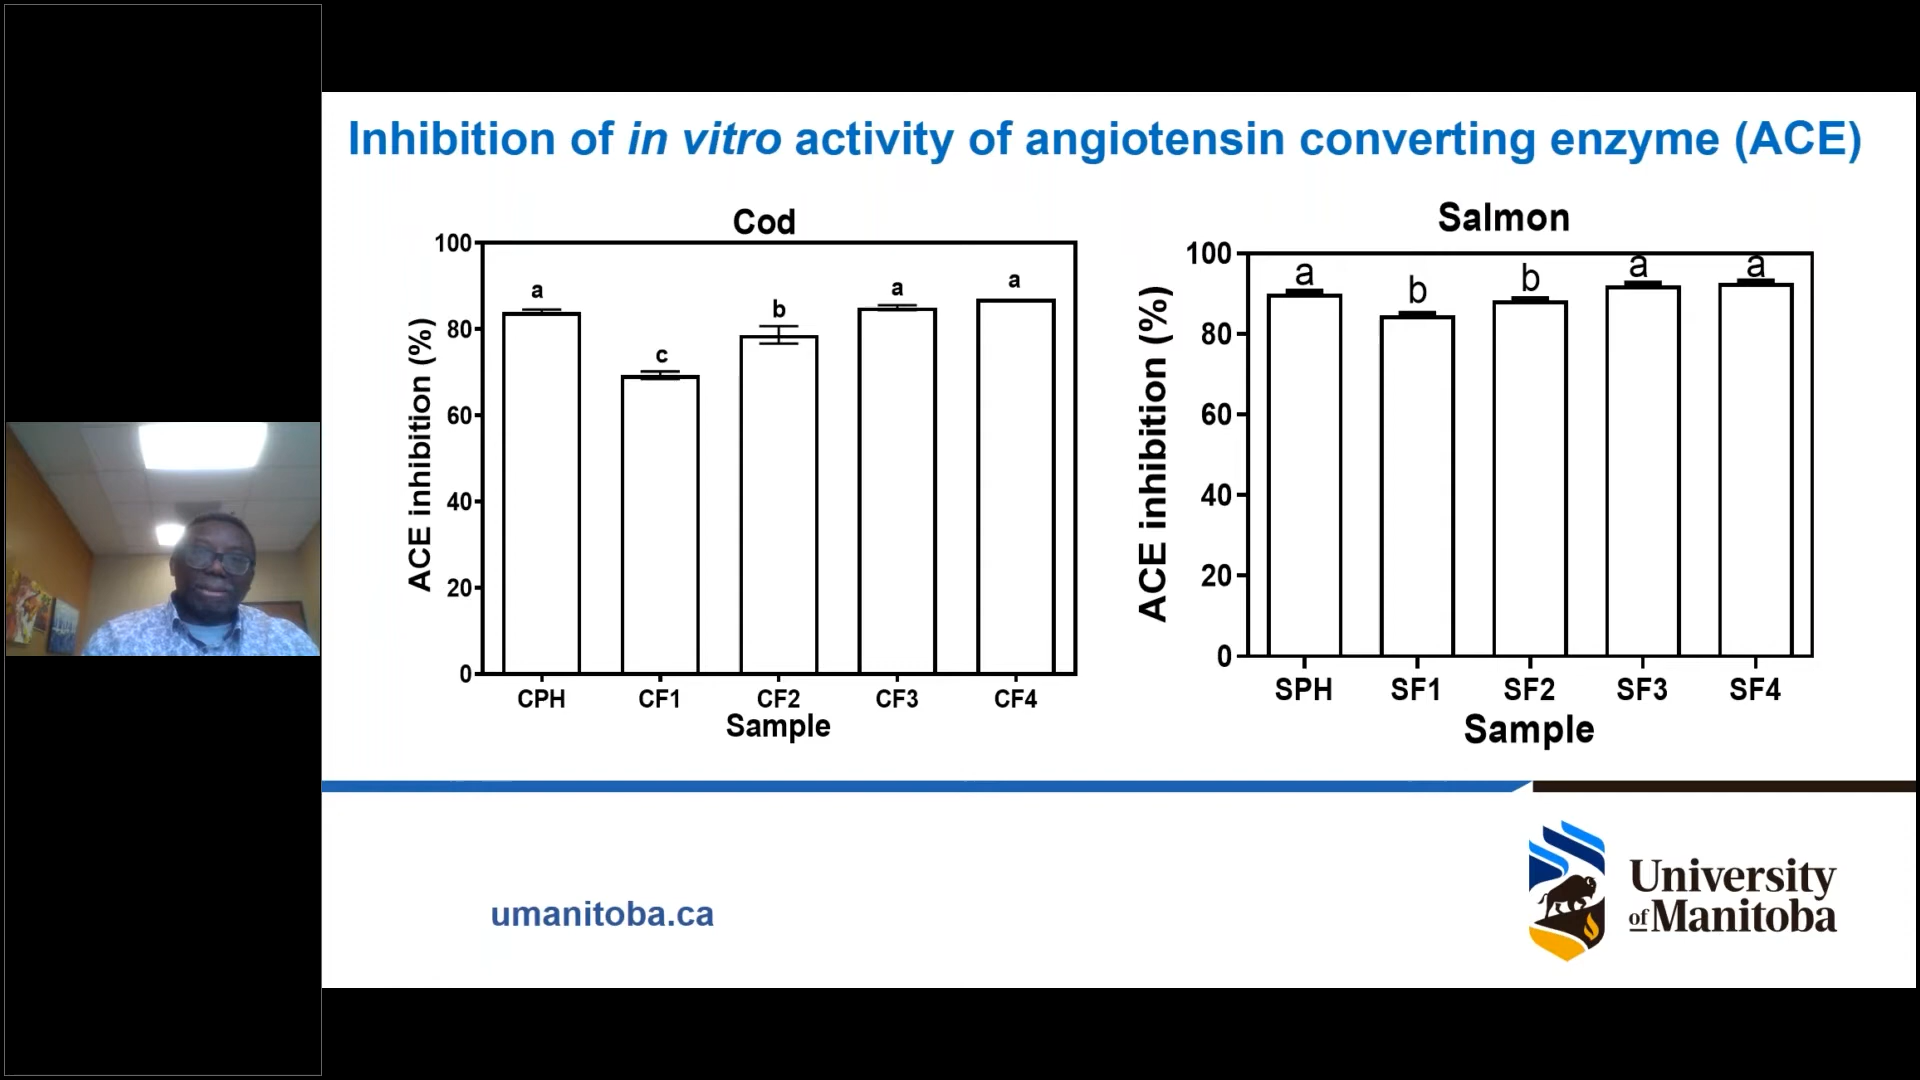 Inhibition of in vitro activity of angiotensin converting enzyme (ACE)
Cod
ACE inhibition (%)
100
80
60
40
20
0
a
c
b
a
a
CPH CF1 CF2 CF3 CF4
Sample
Salmon
ACE inhibition (%)
100
80
60
40
20
0
a
b
b
a
a
SPH SF1 SF2 SF3 SF4
Sample
umanitoba.ca
University
of Manitoba